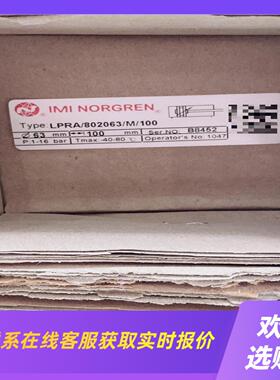 IMI NORGREN
Type: LPRA/802063/M/100
⌀ 63 mm 100 mm Ser.NO. B8452
P.1-16 bar Tmax -40-80 ℃ Operator's No. 1047
系在线客服获取实时报价
欢
选购